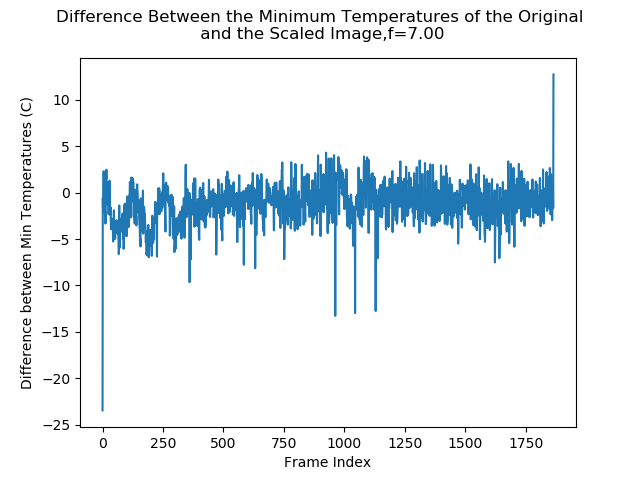 Difference Between the Minimum Temperatures of the Original
and the Scaled Image,f=7.00
10
5
0
−5
−10
−15
−20
−25
Difference between Min Temperatures (C)
0 250 500 750 1000 1250 1500 1750
Frame Index